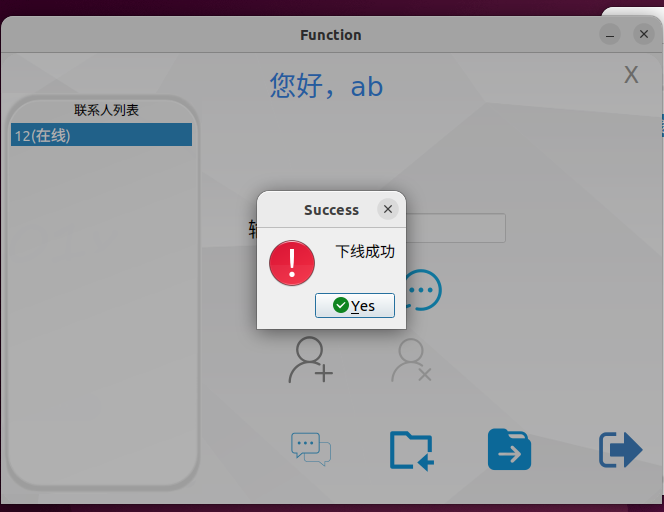 Function
您好，ab
X
联系人列表
12(在线)
Success
下线成功
Yes